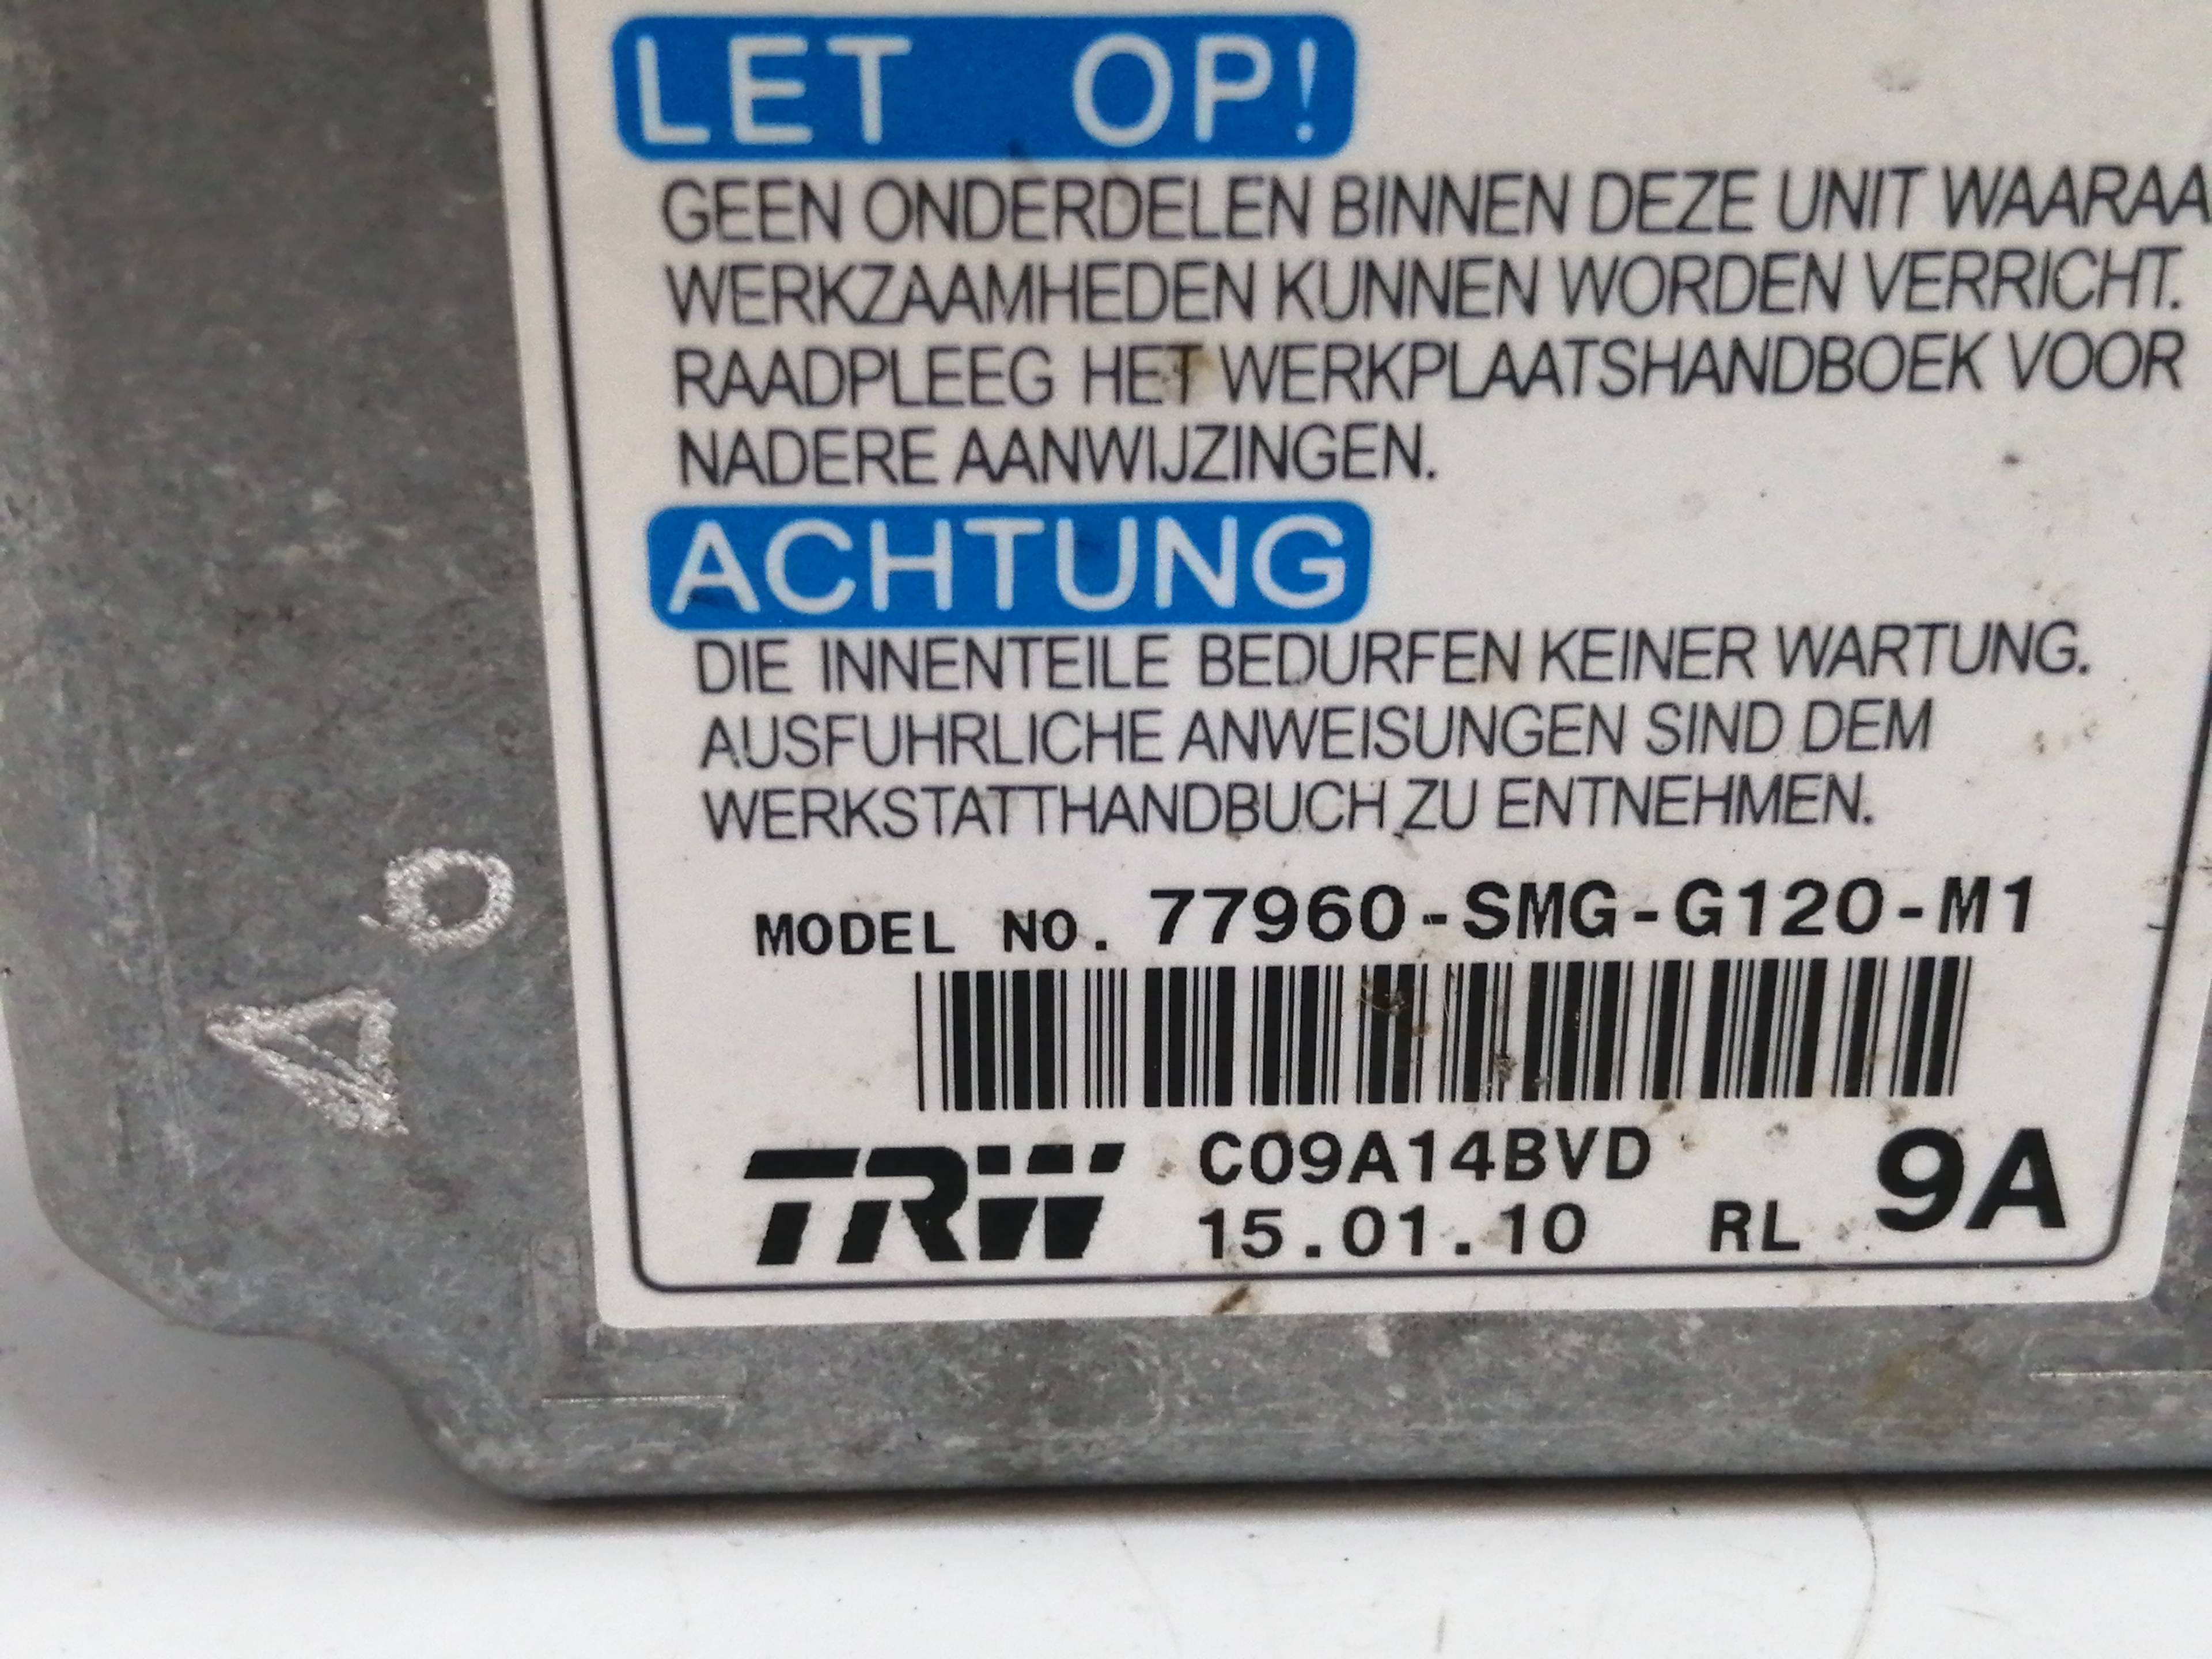 LET OP!
GEEN ONDERDELEN BINNEN DEZE UNIT
WERKZAAMHEDEN KUNNEN WORDEN VERRICHT.
RAADPLEEG HET WERKPLAATSHANDBOEK VOOR
NADERE AANWIJZINGEN.
ACHTUNG
DIE INNENTEILE BEDURFEN KEINER WARTUNG.
AUSFUHRLICHE ANWEISUNGEN SIND DEM
WERKSTATTHANDBUCH ZU ENTNEHMEN.
MODEL NO. 77960-SMG-G120-M1
TRW C09A14BVD 9A
15.01.10 RL